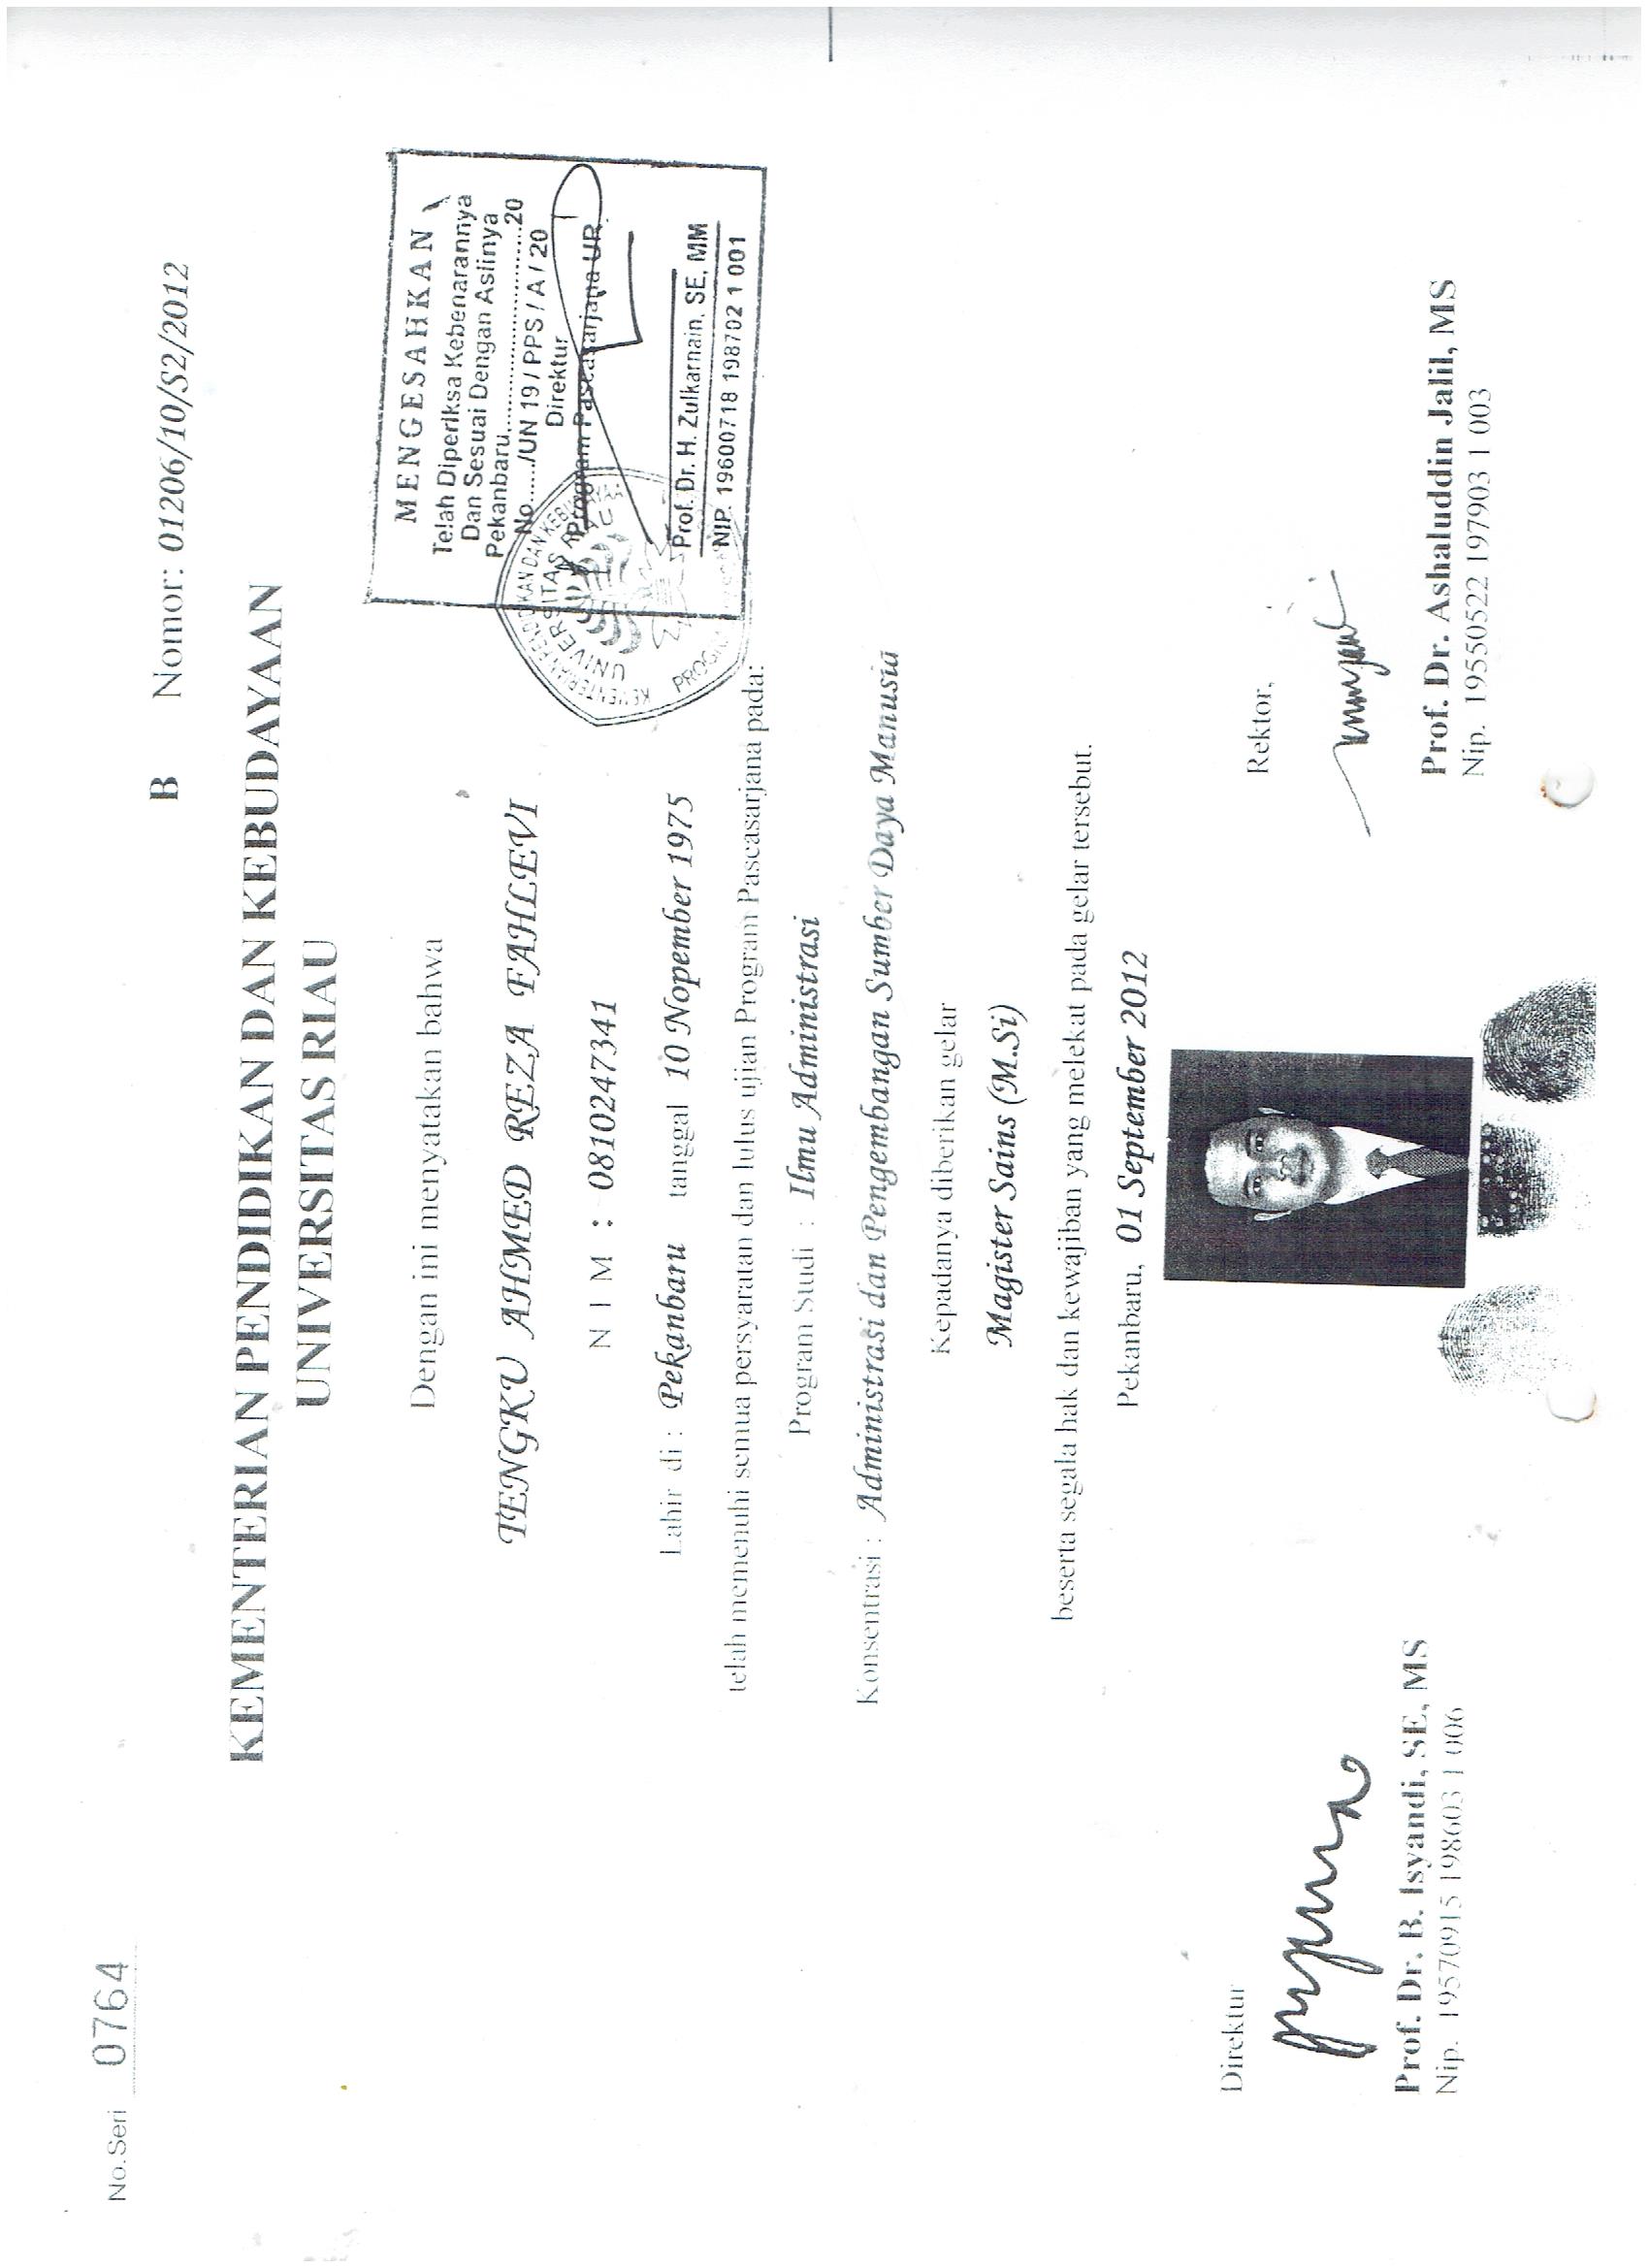 No. Seri 0764
B Nomor: 01206/10/S2/2012
KEMENTERIAN PENDIDIKAN DAN KEBUDAYAAN
UNIVERSITAS RIAU
Dengan ini menyatakan bahwa
TENGKU AHMED REZA FAHLEVI
N I M : 0810247341
Lahir di : Pekanbaru tanggal 10 Nopember 1975
telah memenuhi semua persyaratan dan lulus ujian Program Pascasarjana pada:
Program Studi : Ilmu Administrasi
Konsentrasi : Administrasi dan Pengembangan Sumber Daya Manusia
Kepadanya diberikan gelar
Magister Sains (M.Si)
beserta segala hak dan kewajiban yang melekat pada gelar tersebut.
Pekanbaru, 01 September 2012
Direktur
Prof. Dr. B. Isyandi, SE, MS
Nip. 19570915 198603 1 006
Rektor,
Prof. Dr. Ashaluddin Jalil, MS
Nip. 19550522 197903 1 003
MENGESAHKAN
Telah Diperiksa Kebenarannya
Dan Sesuai Dengan Aslinya
Pekanbaru....................20
No....../UN 19 / PPS / A / 20
Direktur
Program Pascasarjana UR
Prof. Dr. H. Zulkarnain, SE, MM
NIP. 19600718 198702 1 001
KEMENTERIAN PENDIDIKAN DAN KEBUDAYAAN
UNIVERSITAS RIAU